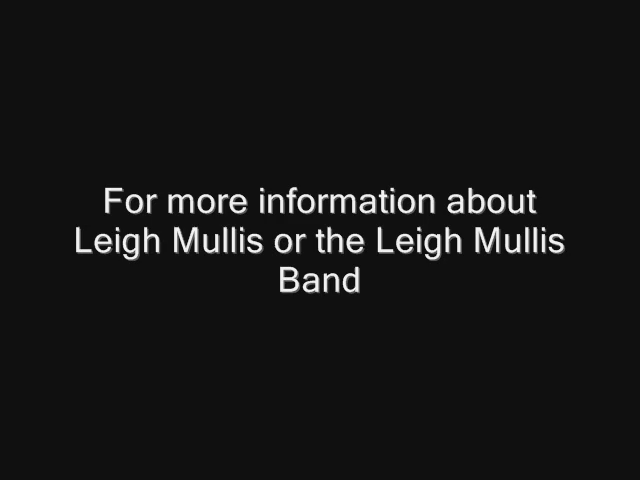 For more information about
Leigh Mullis or the Leigh Mullis
Band